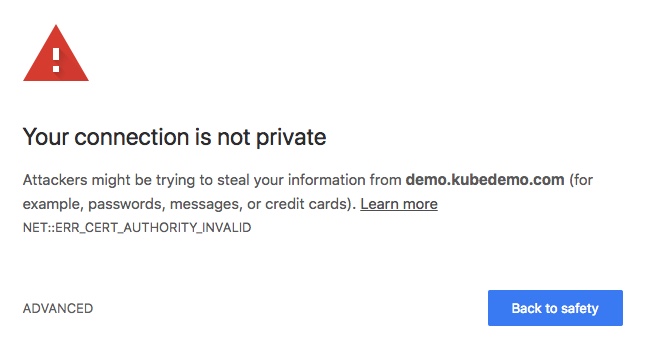 Your connection is not private
Attackers might be trying to steal your information from demo.kubedemo.com (for
example, passwords, messages, or credit cards). Learn more
NET::ERR_CERT_AUTHORITY_INVALID
ADVANCED
Back to safety